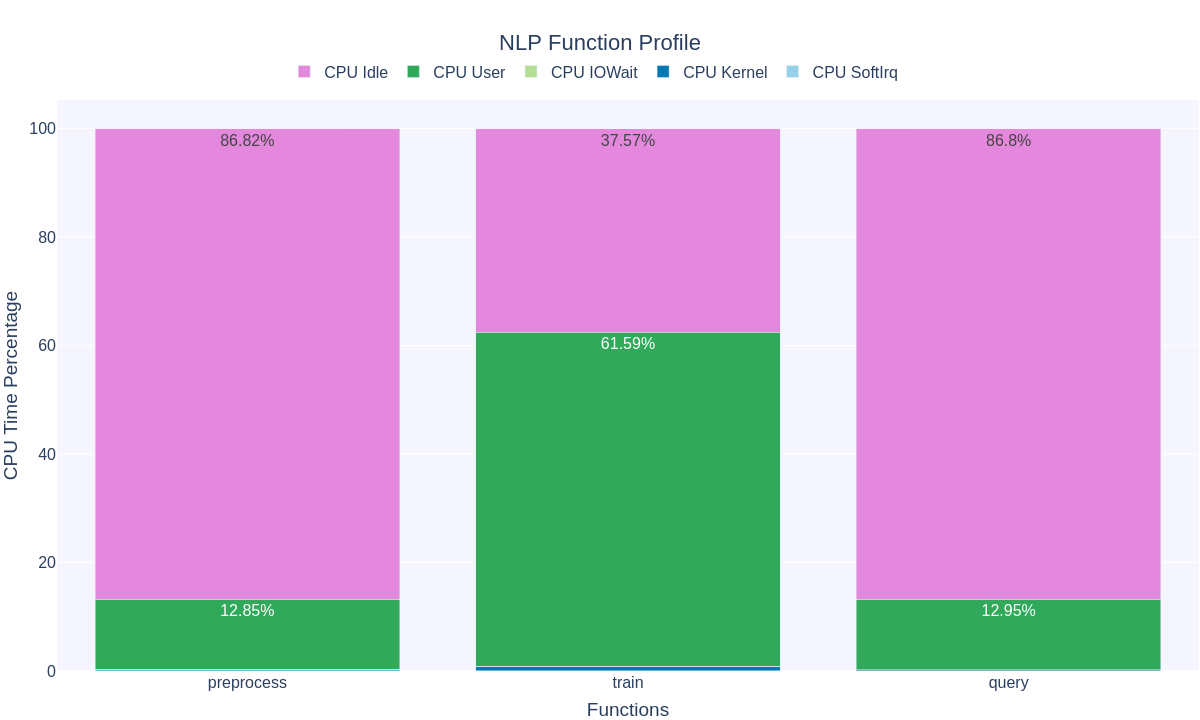 NLP Function Profile
CPU Idle CPU User CPU IOWait CPU Kernel CPU SoftIrq
100
86.82% 37.57% 86.8%
80
60
61.59%
40
20
12.85% 12.95%
0
CPU Time Percentage
preprocess train query
Functions